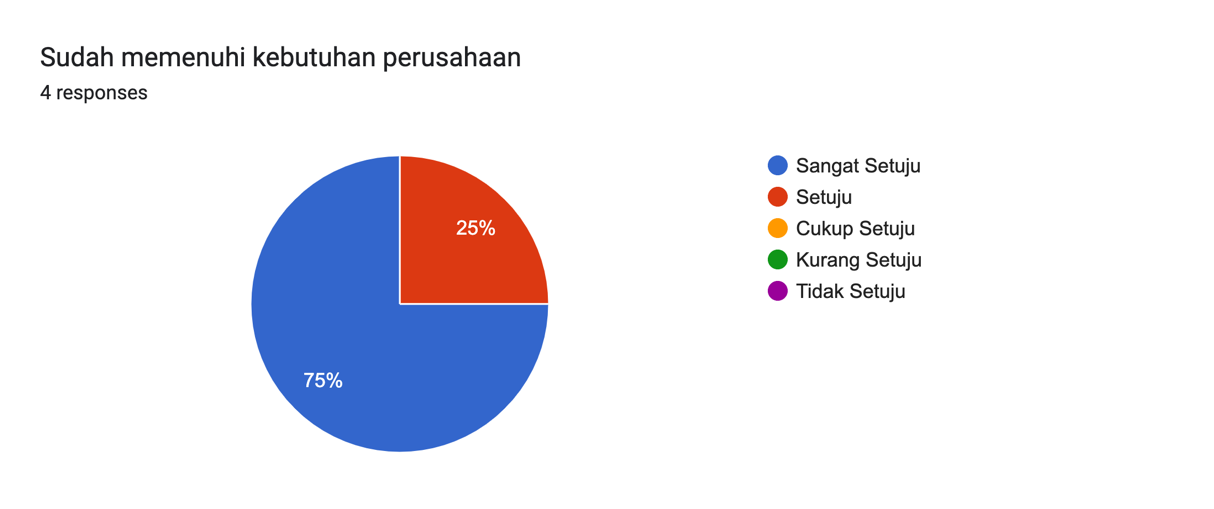 Sudah memenuhi kebutuhan perusahaan
4 responses
25%
75%
Sangat Setuju
Setuju
Cukup Setuju
Kurang Setuju
Tidak Setuju